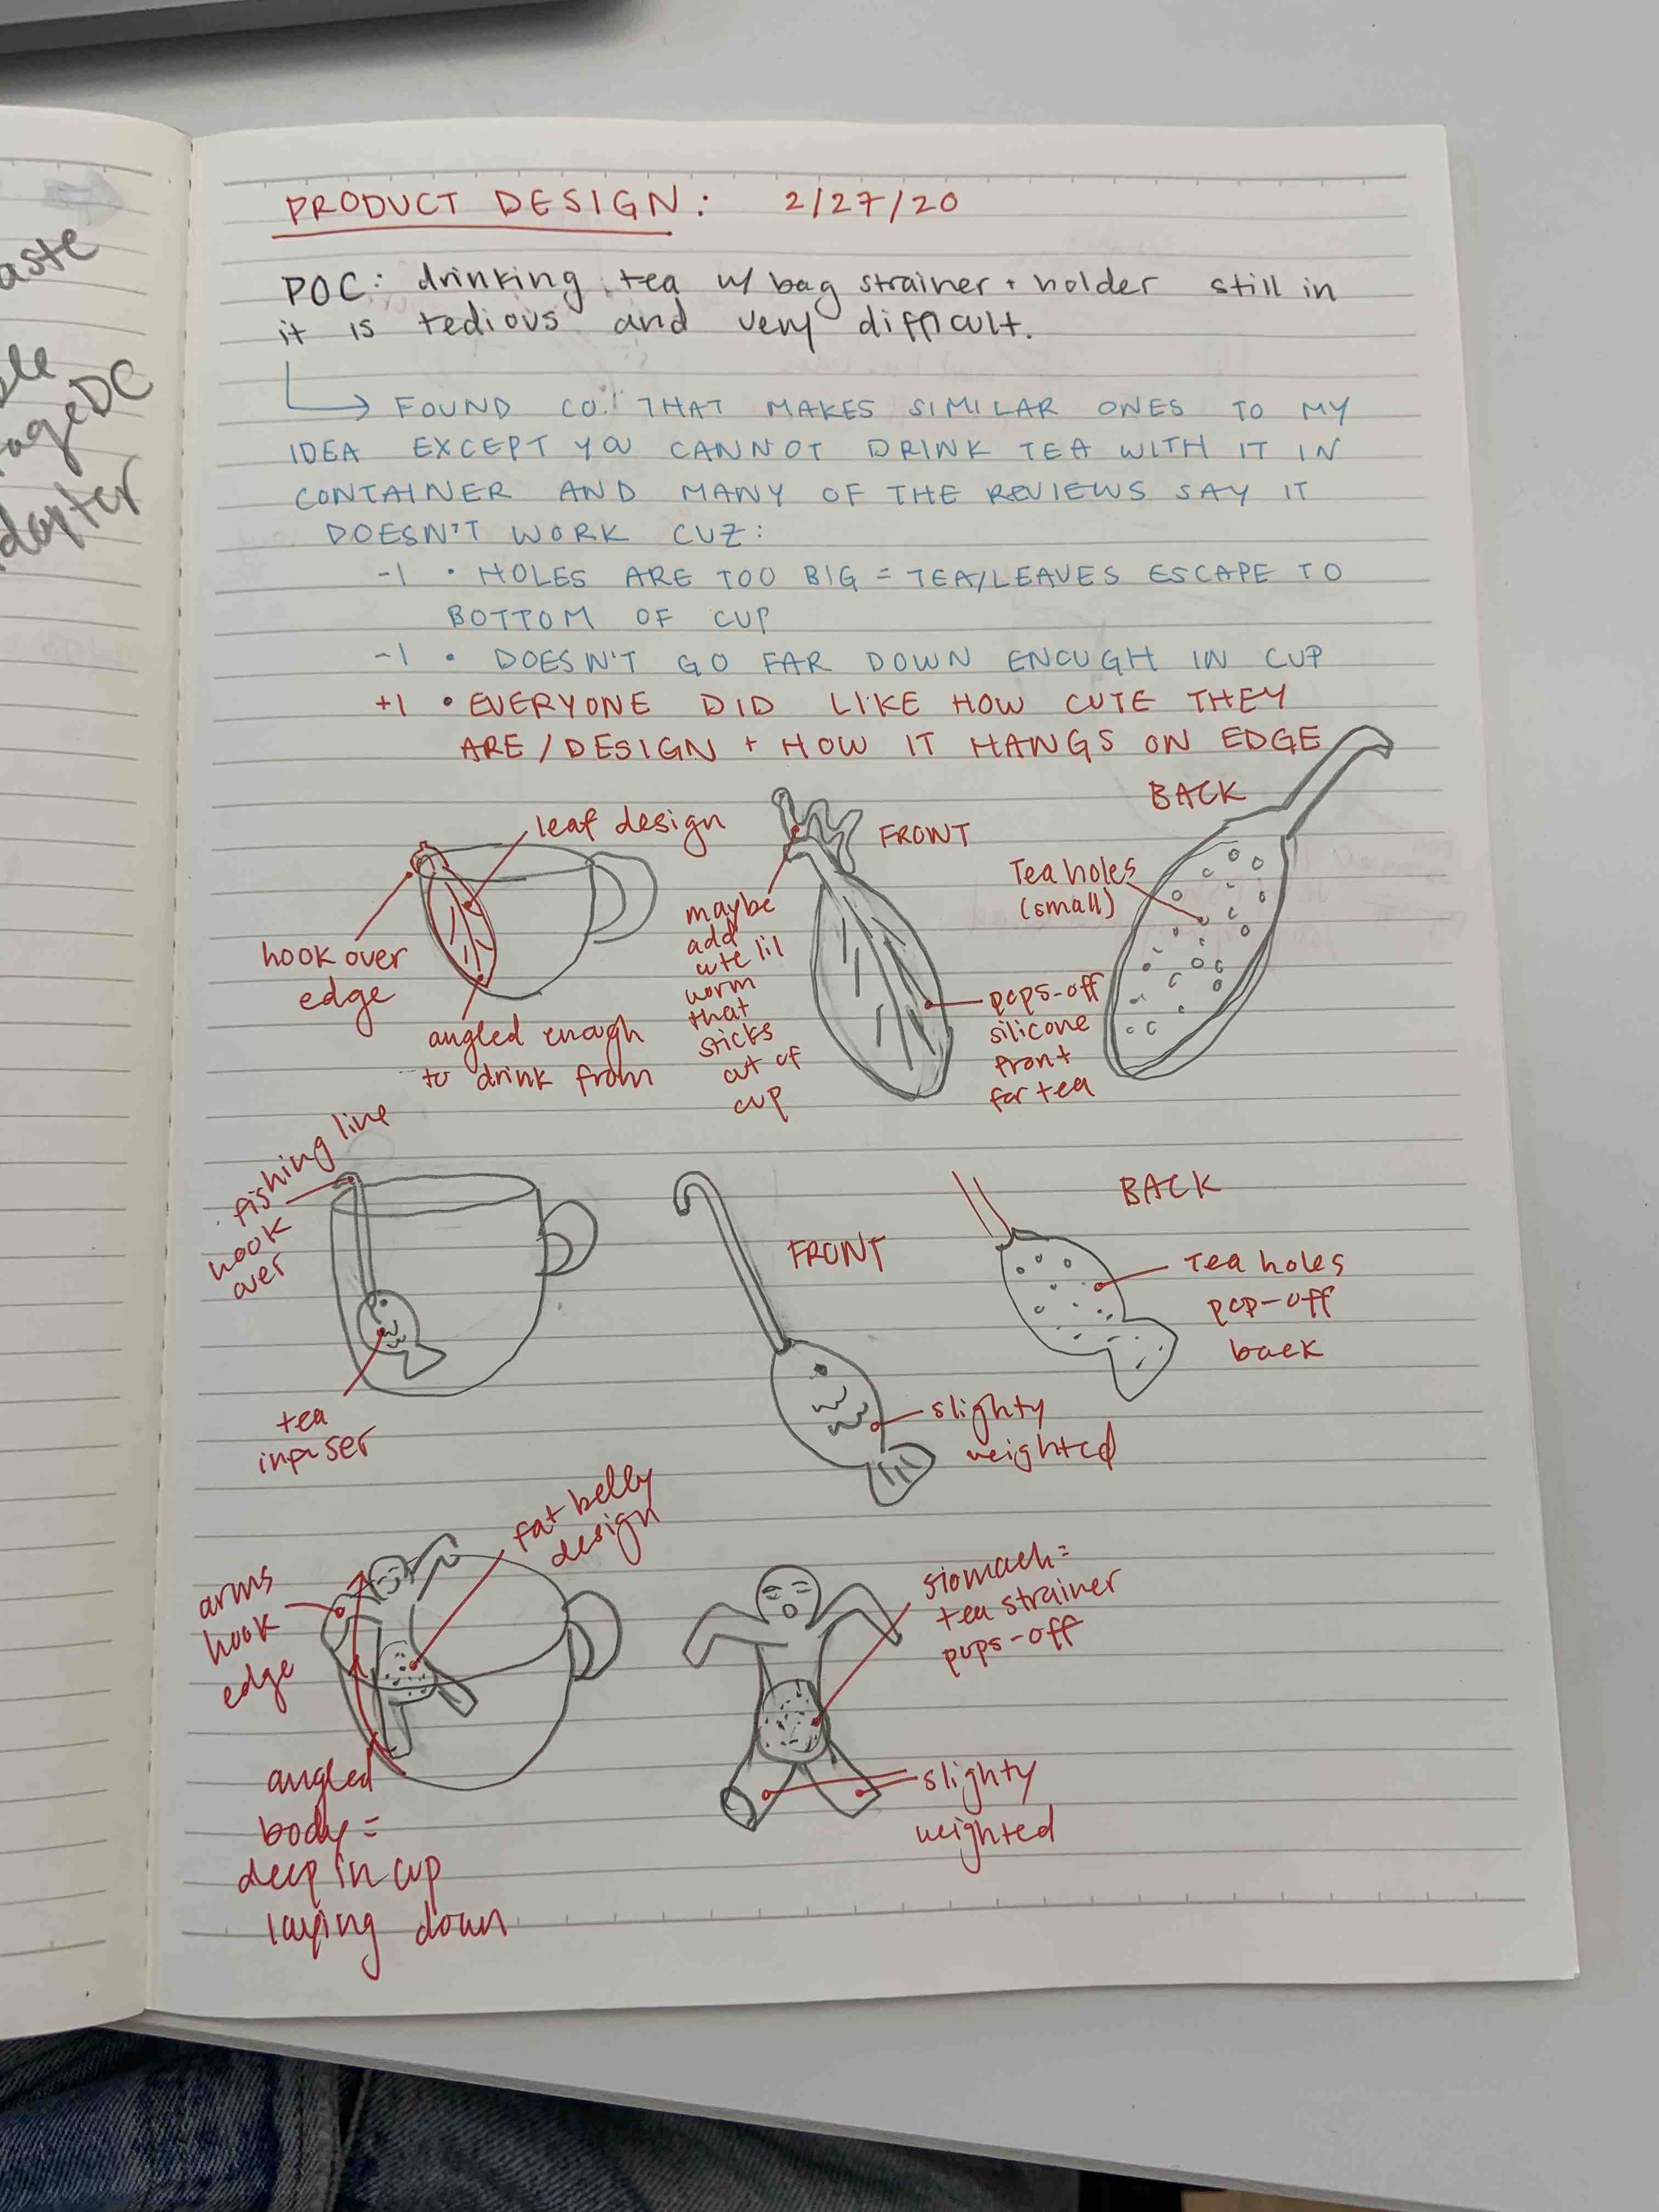 aste
age DC
dapter
PRODUCT DESIGN: 2/27/20
POC: drinking tea w/ bag strainer + holder still in
it is tedious and very difficult.
FOUND CO. THAT MAKES SIMILAR ONES TO MY
IDEA EXCEPT YOU CANNOT DRINK TEA WITH IT IN
CONTAINER AND MANY OF THE REVIEWS SAY IT
DOESN'T WORK CUZ:
-1 • HOLES ARE TOO BIG = TEA/LEAVES ESCAPE TO
BOTTOM OF CUP
-1 • DOESN'T GO FAR DOWN ENOUGH IN CUP
+1 • EVERYONE DID LIKE HOW CUTE THEY
ARE/DESIGN + HOW IT HANGS ON EDGE
leaf design
hook over
edge
angled enough
to drink from
FRONT
maybe
add
cute lil
worm
that
sticks
out of
cup
pops-off
silicone
front
for tea
BACK
Tea holes
(small)
fishing line
hook
over
tea
infuser
FRONT
slighty
weighted
BACK
Tea holes
pop-off
back
arms
hook
edge
fat belly
design
angled
body =
deep in cup
laying down
stomach =
tea strainer
pops-off
slighty
weighted